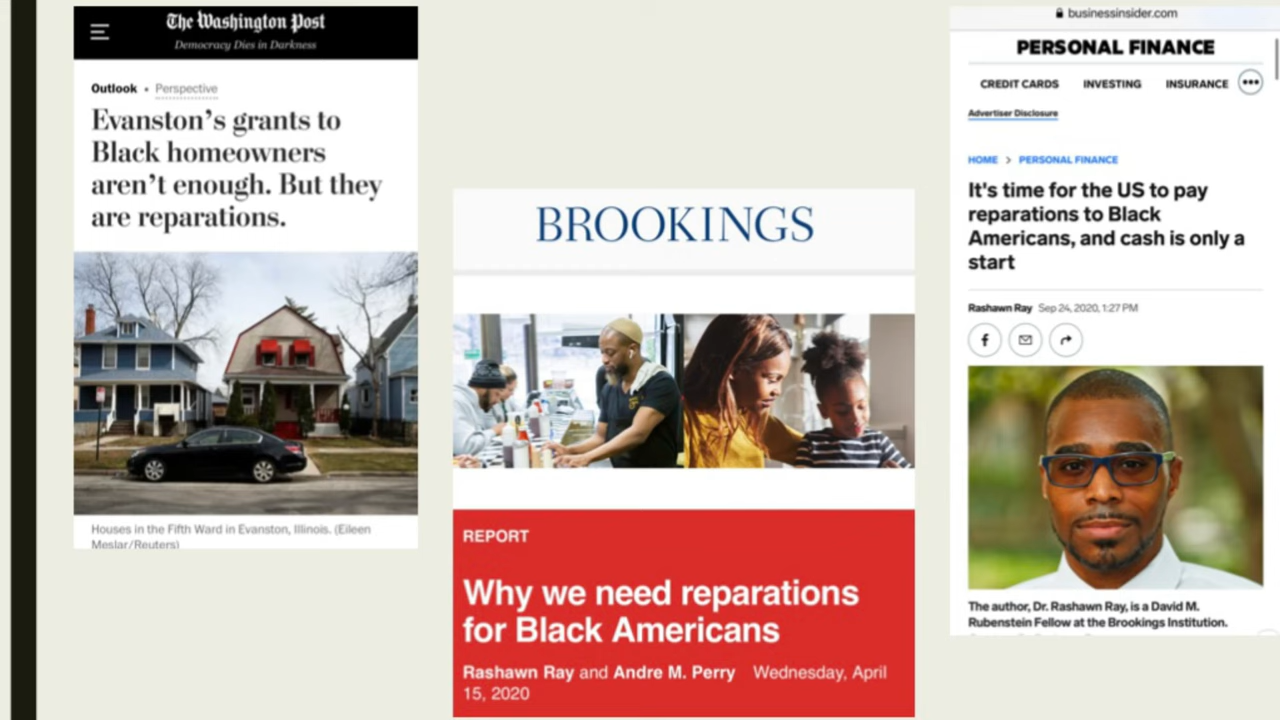 The Washington Post
Democracy Dies in Darkness
Outlook • Perspective
Evanston's grants to
Black homeowners
aren't enough. But they
are reparations.
Houses in the Fifth Ward in Evanston, Illinois. (Eileen
Meslar/Reuters)
BROOKINGS
REPORT
Why we need reparations
for Black Americans
Rashawn Ray and Andre M. Perry Wednesday, April
15, 2020
businessinsider.com
PERSONAL FINANCE
CREDIT CARDS INVESTING INSURANCE
Advertiser Disclosure
HOME > PERSONAL FINANCE
It's time for the US to pay
reparations to Black
Americans, and cash is only a
start
Rashawn Ray Sep 24, 2020, 1:27 PM
The author, Dr. Rashawn Ray, is a David M.
Rubenstein Fellow at the Brookings Institution.